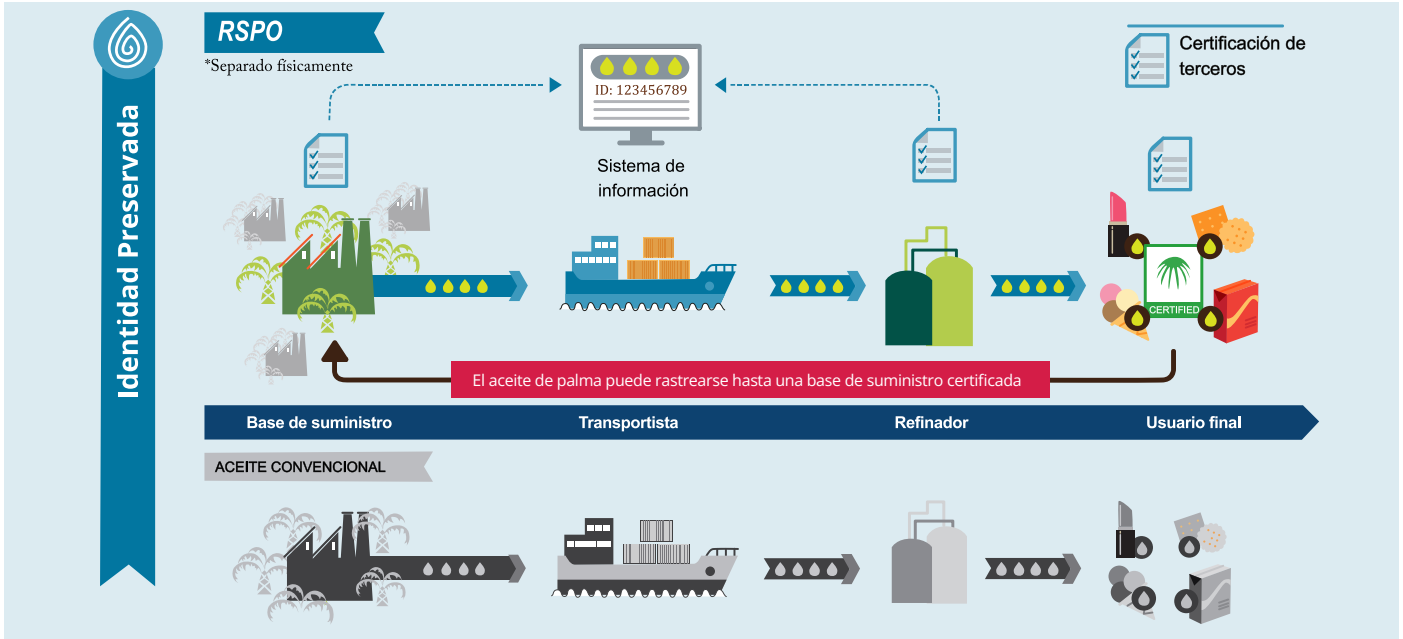 Identidad Preservada
RSPO
*Separado físicamente
ID: 123456789
Sistema de
información
Certificación de
terceros
CERTIFIED
El aceite de palma puede rastrearse hasta una base de suministro certificada
Base de suministro
Transportista
Refinador
Usuario final
ACEITE CONVENCIONAL